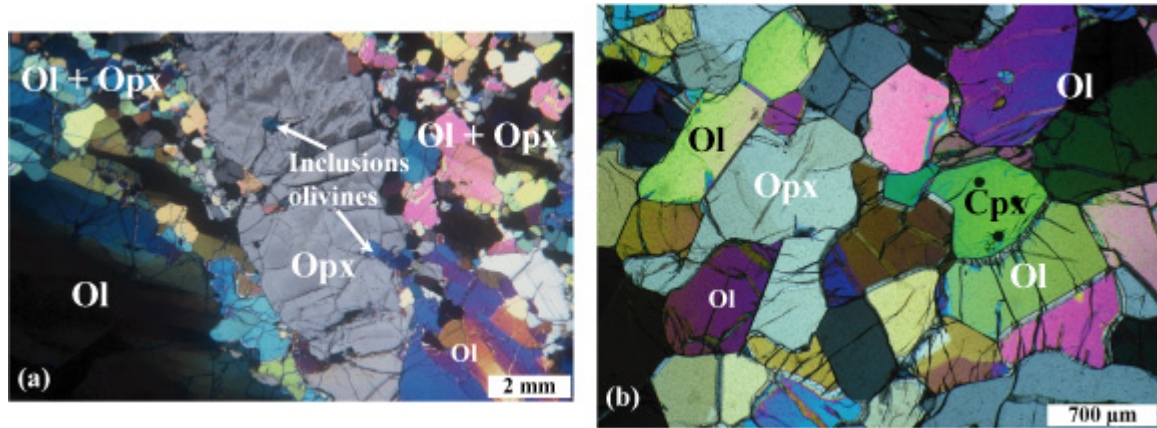 Ol + Opx
Ol + Opx
Inclusions
olivines
Opx
Ol
Ol
(a)
2 mm
Ol
Ol
Opx
Cpx
Ol
Ol
(b)
700 µm